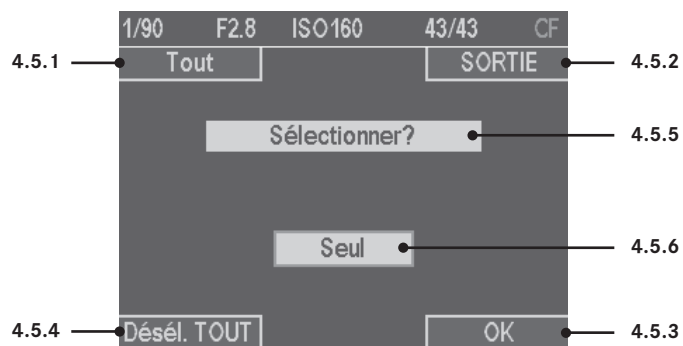 1/90 F2.8 ISO160 43/43 CF
4.5.1 Tout SORTIE 4.5.2
Sélectionner? 4.5.5
Seul 4.5.6
4.5.4 Désél. TOUT OK 4.5.3